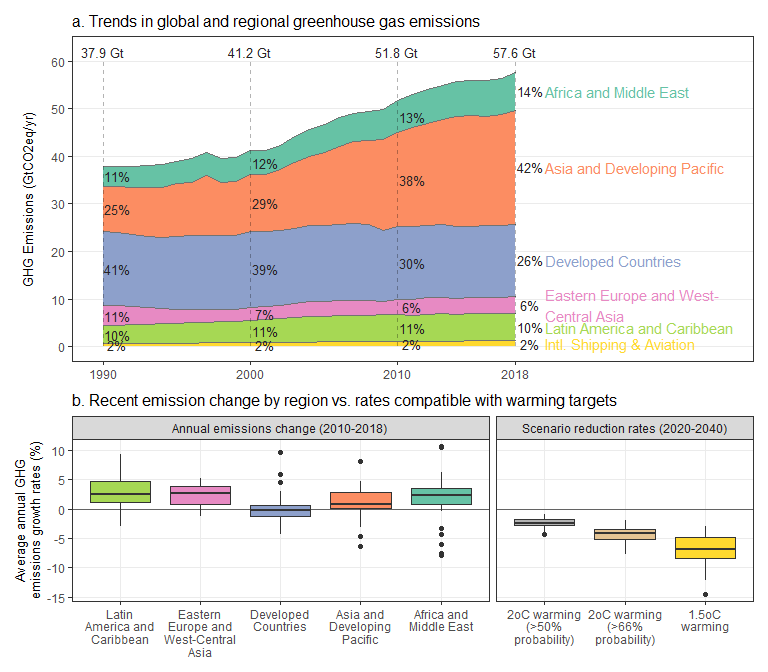 a. Trends in global and regional greenhouse gas emissions
37.9 Gt 41.2 Gt 51.8 Gt 57.6 Gt
GHG Emissions (GtCO2eq/yr)
60
50
40
30
20
10
0
11% 12% 13% 14% Africa and Middle East
25% 29% 38% 42% Asia and Developing Pacific
41% 39% 30% 26% Developed Countries
11% 7% 6% 6% Eastern Europe and West-
Central Asia
10% 11% 11% 10% Latin America and Caribbean
2% 2% 2% 2% Intl. Shipping & Aviation
1990 2000 2010 2018
b. Recent emission change by region vs. rates compatible with warming targets
Annual emissions change (2010-2018) Scenario reduction rates (2020-2040)
Average annual GHG
emissions growth rates (%)
10
5
0
-5
-10
-15
Latin
America and
Caribbean
Eastern
Europe and
West-Central
Asia
Developed
Countries
Asia and
Developing
Pacific
Africa and
Middle East
2oC warming
(>50%
probability)
2oC warming
(>66%
probability)
1.5oC
warming